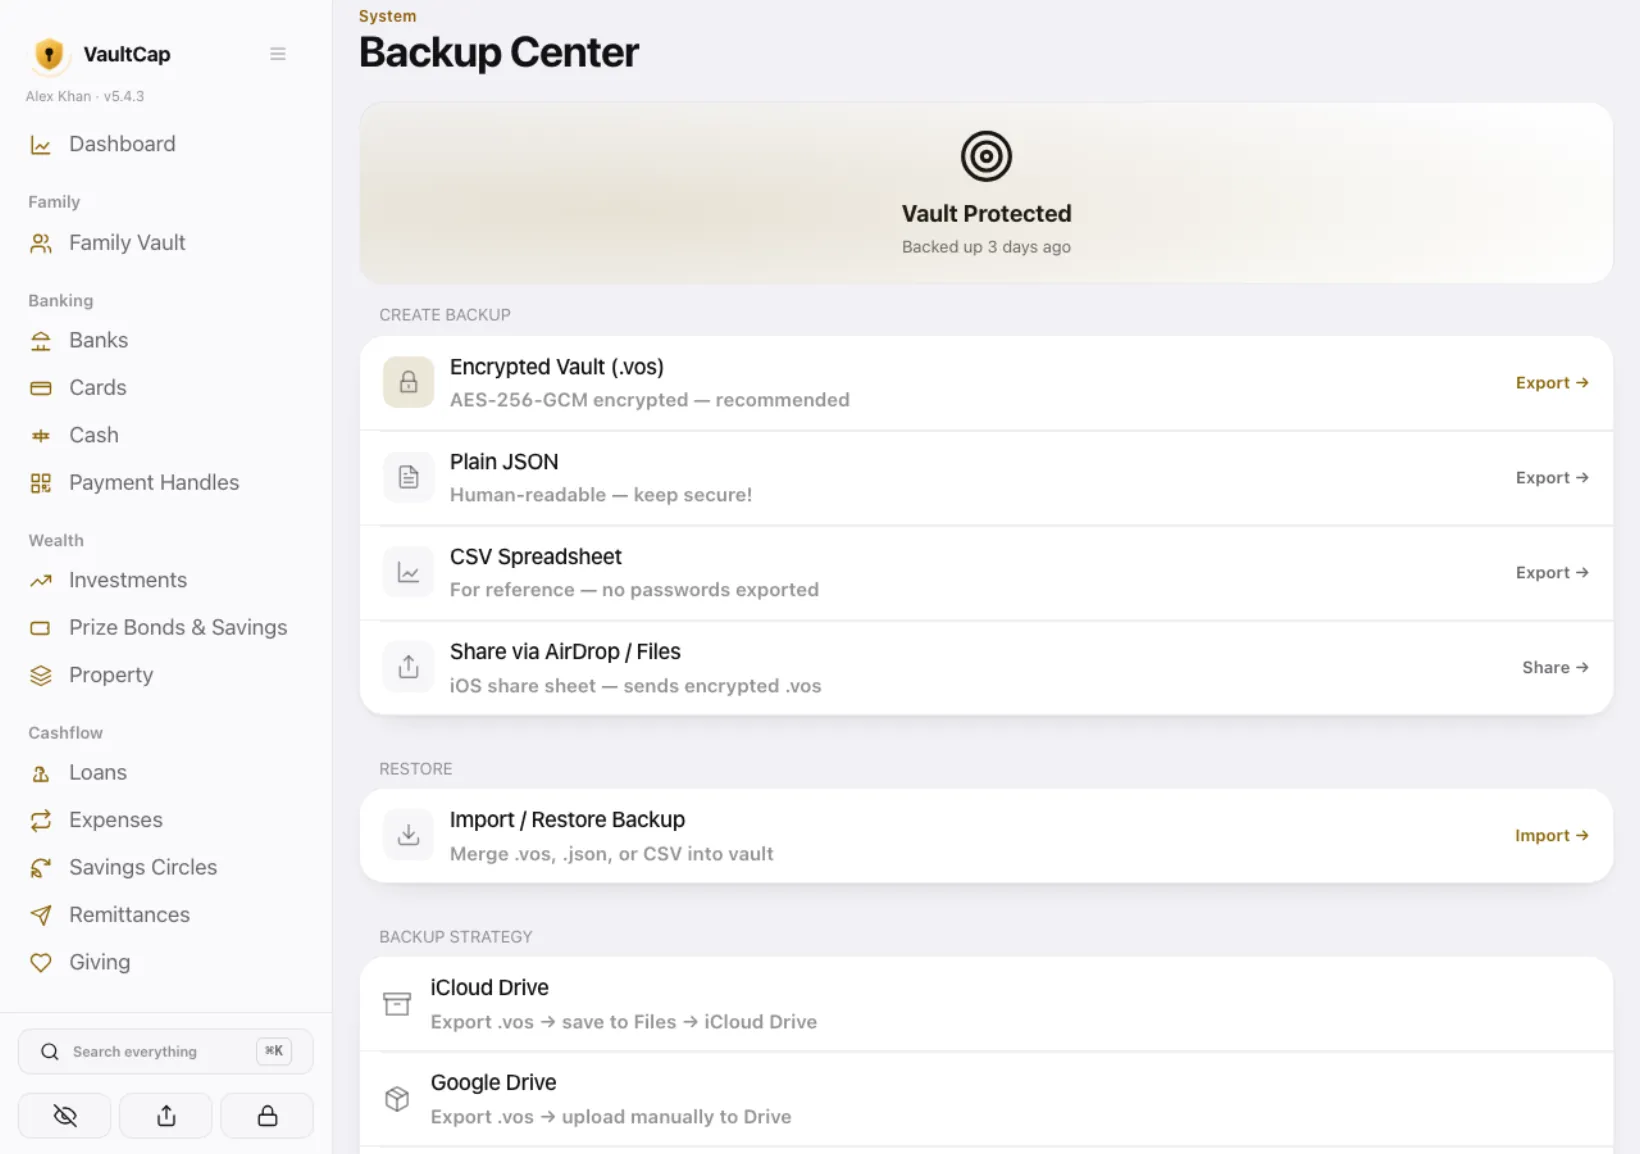 VaultCap
Alex Khan · v5.4.3
Dashboard
Family
Family Vault
Banking
Banks
Cards
Cash
Payment Handles
Wealth
Investments
Prize Bonds & Savings
Property
Cashflow
Loans
Expenses
Savings Circles
Remittances
Giving
Search everything
⌘K
System
Backup Center
Vault Protected
Backed up 3 days ago
CREATE BACKUP
Encrypted Vault (.vos)
AES-256-GCM encrypted — recommended
Export →
Plain JSON
Human-readable — keep secure!
Export →
CSV Spreadsheet
For reference — no passwords exported
Export →
Share via AirDrop / Files
iOS share sheet — sends encrypted .vos
Share →
RESTORE
Import / Restore Backup
Merge .vos, .json, or CSV into vault
Import →
BACKUP STRATEGY
iCloud Drive
Export .vos → save to Files → iCloud Drive
Google Drive
Export .vos → upload manually to Drive